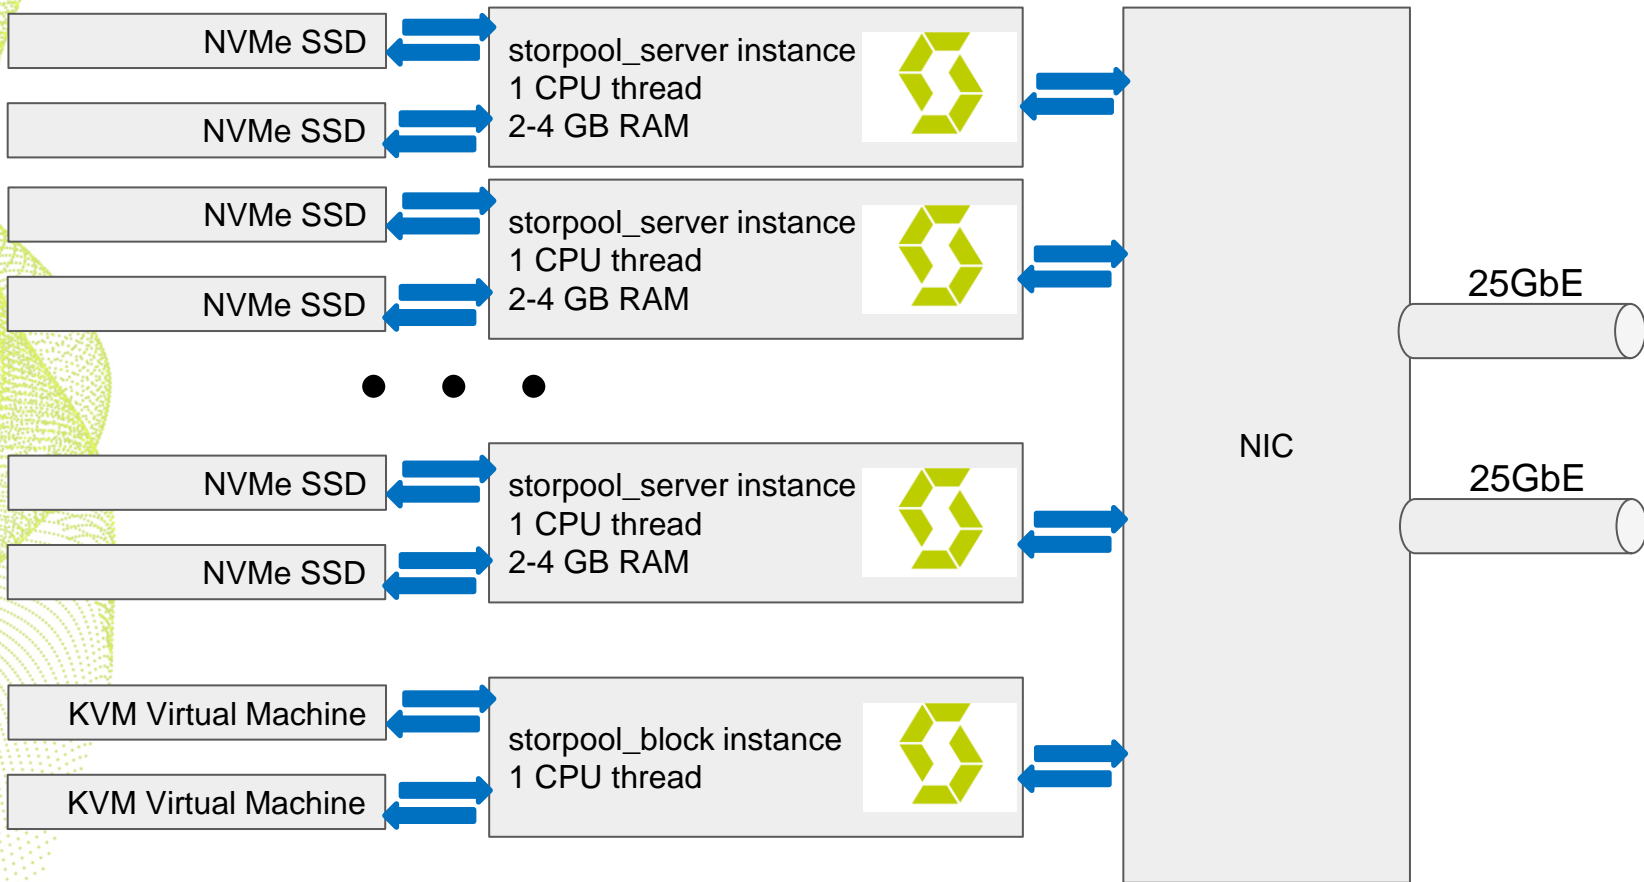 NVMe SSD
NVMe SSD
storpool_server instance
1 CPU thread
2-4 GB RAM
NVMe SSD
NVMe SSD
storpool_server instance
1 CPU thread
2-4 GB RAM
NVMe SSD
NVMe SSD
storpool_server instance
1 CPU thread
2-4 GB RAM
KVM Virtual Machine
KVM Virtual Machine
storpool_block instance
1 CPU thread
NIC
25GbE
25GbE